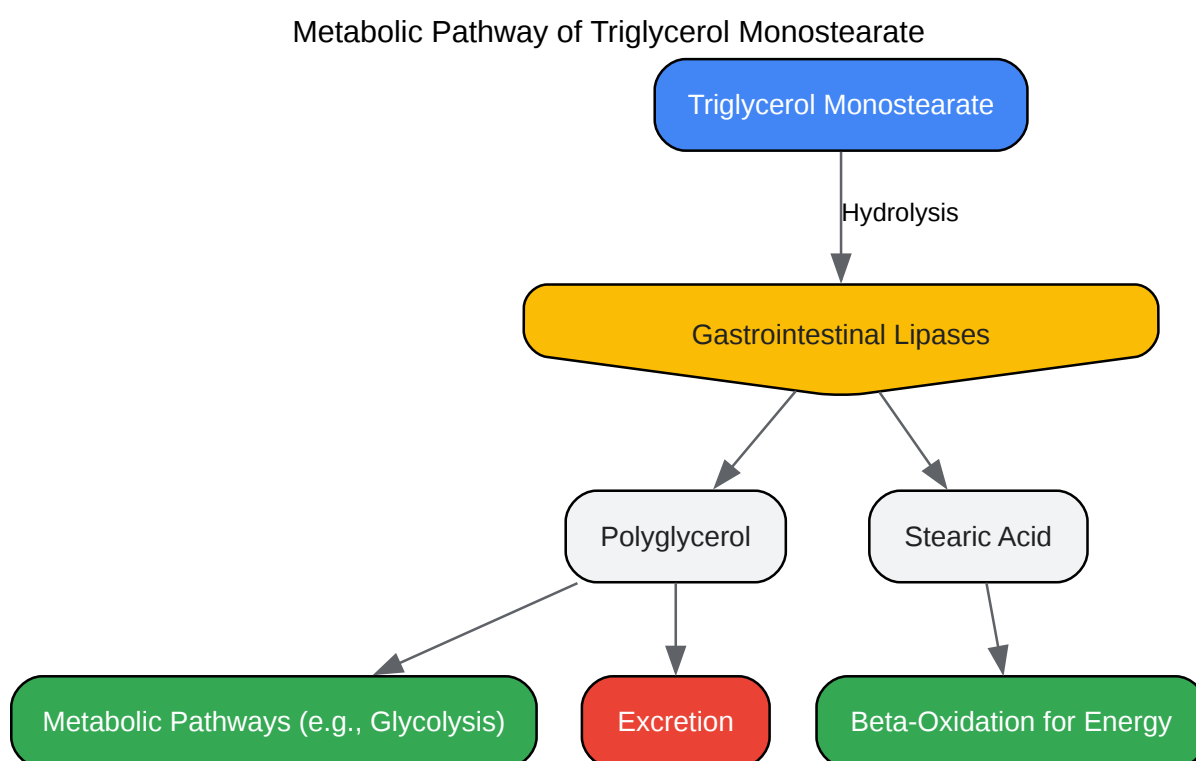 Metabolic Pathway of Triglycerol Monostearate
Triglycerol Monostearate
Hydrolysis
Gastrointestinal Lipases
Polyglycerol
Stearic Acid
Metabolic Pathways (e.g., Glycolysis)
Excretion
Beta-Oxidation for Energy